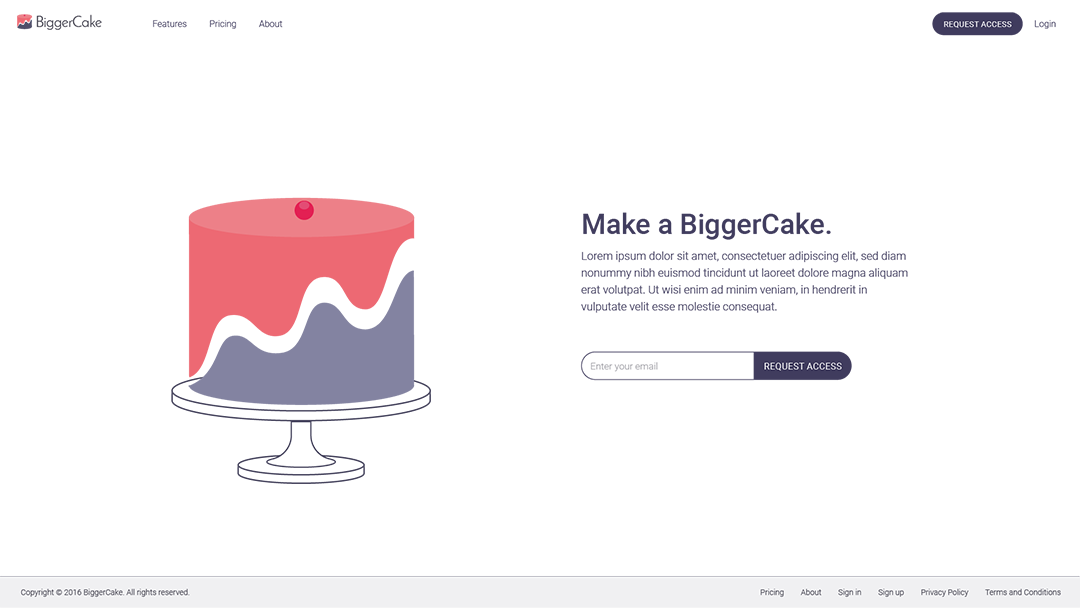 BiggerCake
Features Pricing About
REQUEST ACCESS Login
Make a BiggerCake.
Lorem ipsum dolor sit amet, consectetuer adipiscing elit, sed diam
nonummy nibh euismod tincidunt ut laoreet dolore magna aliquam
erat volutpat. Ut wisi enim ad minim veniam, in hendrerit in
vulputate velit esse molestie consequat.
Enter your email REQUEST ACCESS
Copyright © 2016 BiggerCake. All rights reserved.
Pricing About Sign in Sign up Privacy Policy Terms and Conditions